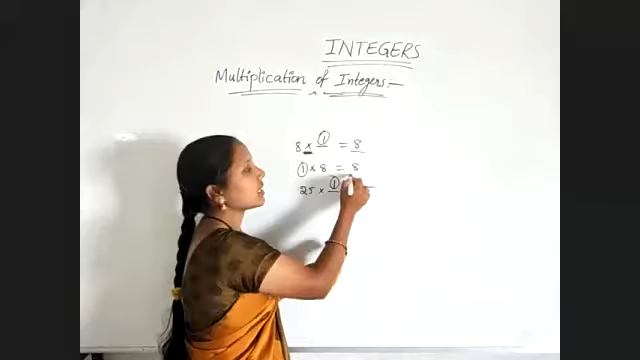 INTEGERS
Multiplication of Integers:-
8 × 1 = 8
1 × 8 = 8
25 × 1